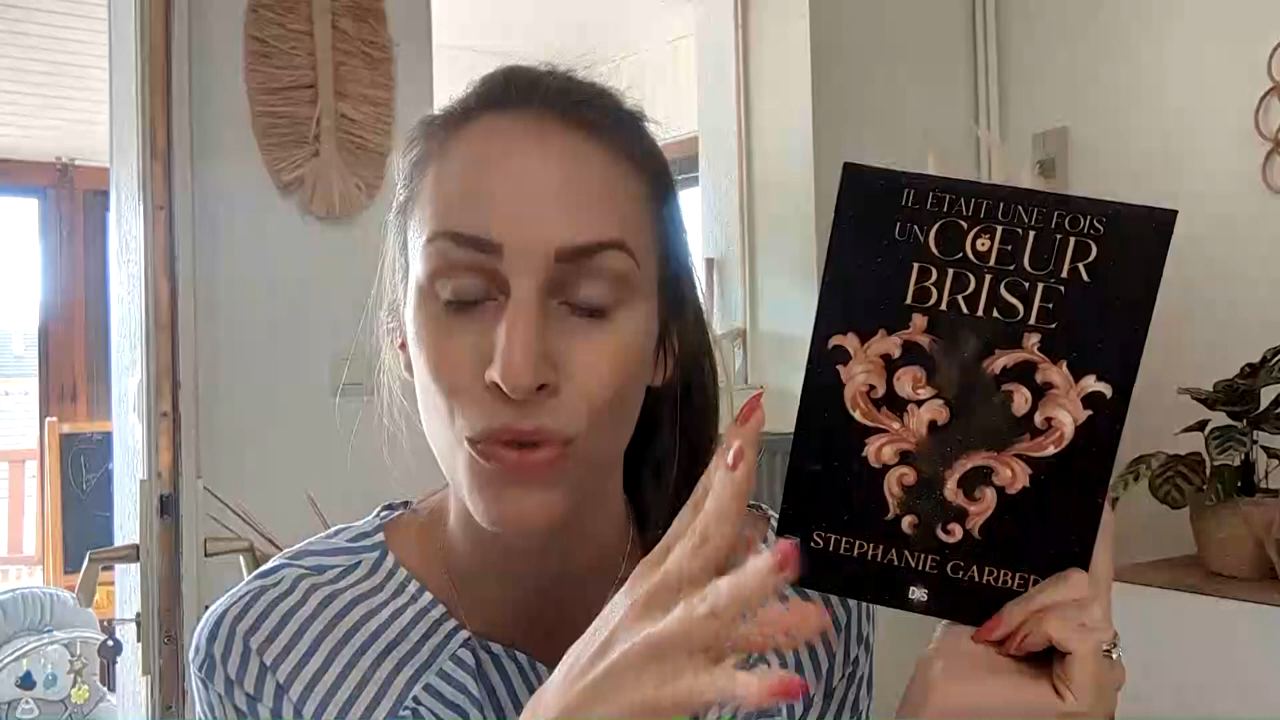 IL ÉTAIT UNE FOIS
UN CŒUR
BRISÉ
STEPHANIE GARBER
D*S